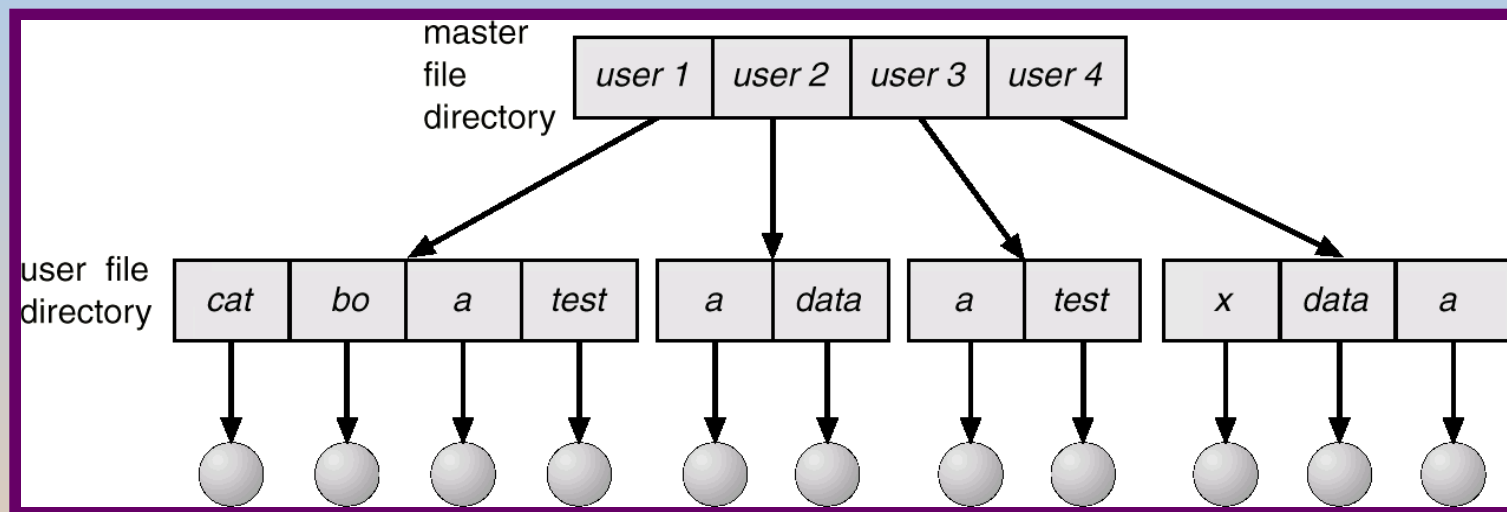 master
file
directory
user 1 user 2 user 3 user 4
user file
directory
cat bo a test a data a test x data a